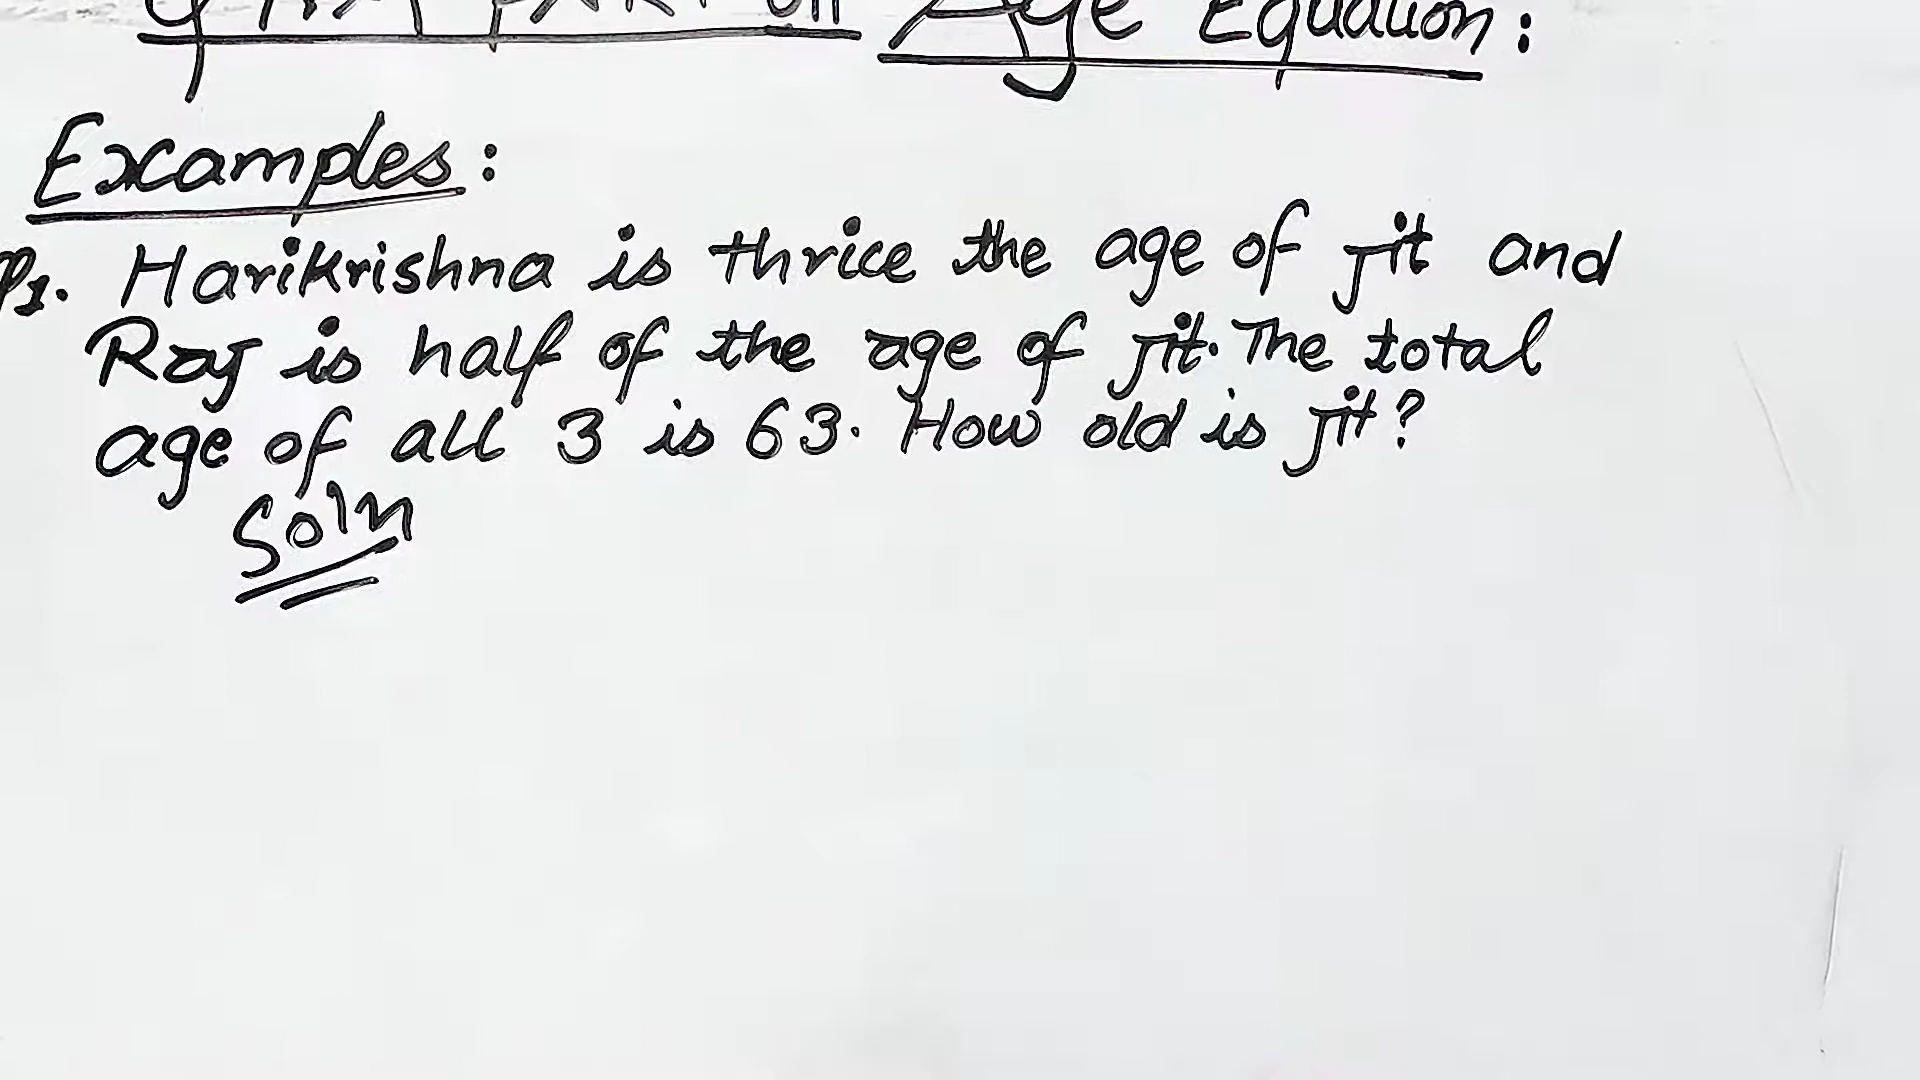 Age Equation:
Examples:
P1. Harikrishna is thrice the age of jit and
Raj is half of the age of jit. The total
age of all 3 is 63. How old is jit?
Soln